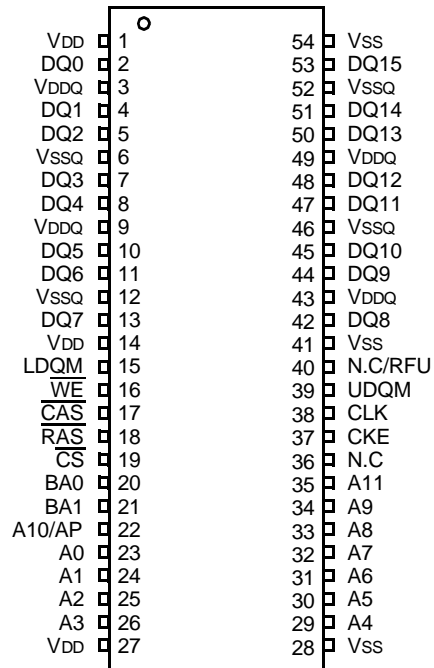 VDD 1 54 VSS
DQ0 2 53 DQ15
VDDQ 3 52 VSSQ
DQ1 4 51 DQ14
DQ2 5 50 DQ13
VSSQ 6 49 VDDQ
DQ3 7 48 DQ12
DQ4 8 47 DQ11
VDDQ 9 46 VSSQ
DQ5 10 45 DQ10
DQ6 11 44 DQ9
VSSQ 12 43 VDDQ
DQ7 13 42 DQ8
VDD 14 41 VSS
LDQM 15 40 N.C/RFU
WE 16 39 UDQM
CAS 17 38 CLK
RAS 18 37 CKE
CS 19 36 N.C
BA0 20 35 A11
BA1 21 34 A9
A10/AP 22 33 A8
A0 23 32 A7
A1 24 31 A6
A2 25 30 A5
A3 26 29 A4
VDD 27 28 VSS